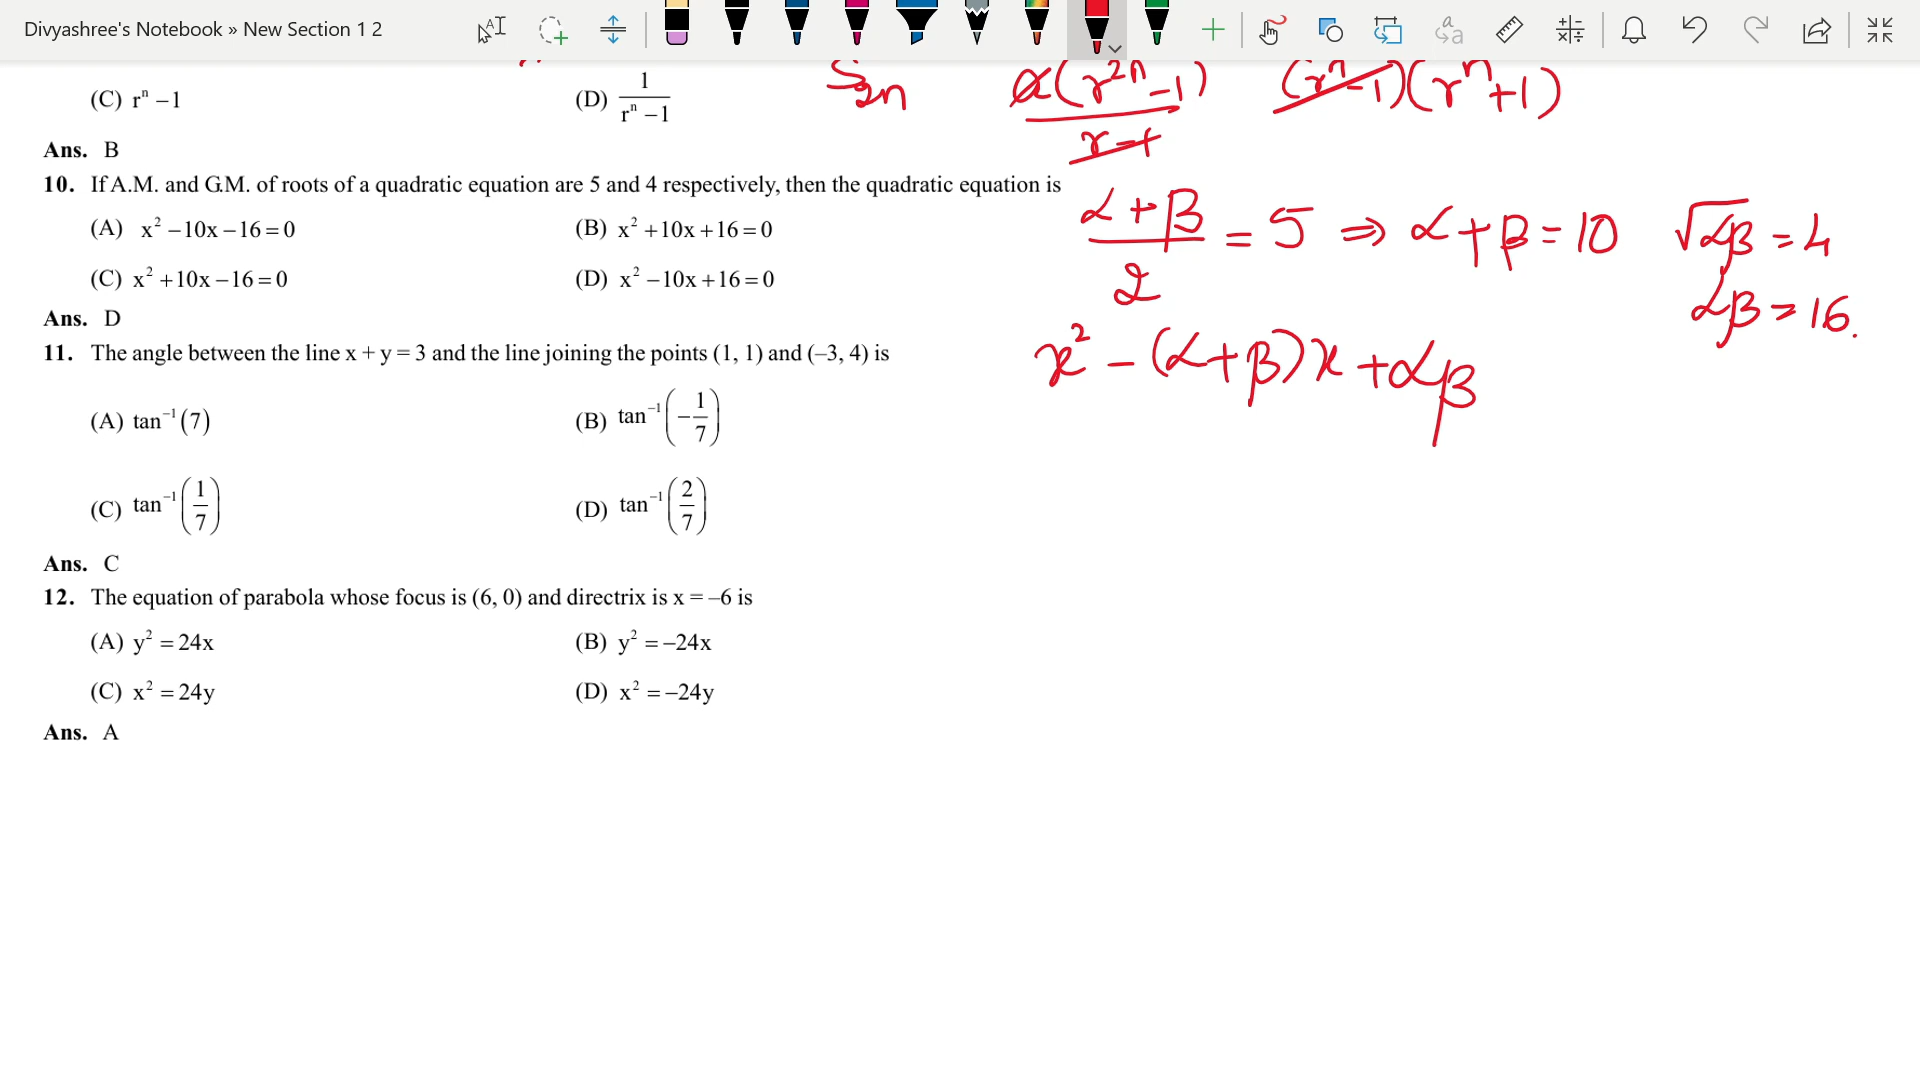 Divyashree's Notebook » New Section 1 2
(C) rⁿ – 1 (D) 1/(rⁿ – 1)
S₂ₙ α(r²ⁿ – 1)/(r – 1) (rⁿ – 1)(rⁿ + 1)
Ans. B
10. If A.M. and G.M. of roots of a quadratic equation are 5 and 4 respectively, then the quadratic equation is
(A) x² – 10x – 16 = 0 (B) x² + 10x + 16 = 0
(C) x² + 10x – 16 = 0 (D) x² – 10x + 16 = 0
(α + β)/2 = 5 ⇒ α + β = 10 √αβ = 4
αβ = 16.
x² – (α + β)x + αβ
Ans. D
11. The angle between the line x + y = 3 and the line joining the points (1, 1) and (–3, 4) is
(A) tan⁻¹(7) (B) tan⁻¹(–1/7)
(C) tan⁻¹(1/7) (D) tan⁻¹(2/7)
Ans. C
12. The equation of parabola whose focus is (6, 0) and directrix is x = –6 is
(A) y² = 24x (B) y² = –24x
(C) x² = 24y (D) x² = –24y
Ans. A